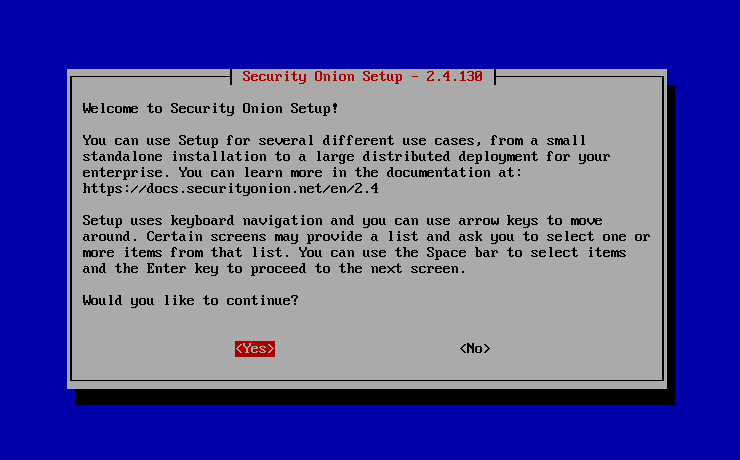 Security Onion Setup - 2.4.130
Welcome to Security Onion Setup!
You can use Setup for several different use cases, from a small
standalone installation to a large distributed deployment for your
enterprise. You can learn more in the documentation at:
https://docs.securityonion.net/en/2.4
Setup uses keyboard navigation and you can use arrow keys to move
around. Certain screens may provide a list and ask you to select one or
more items from that list. You can use the Space bar to select items
and the Enter key to proceed to the next screen.
Would you like to continue?
<Yes> <No>